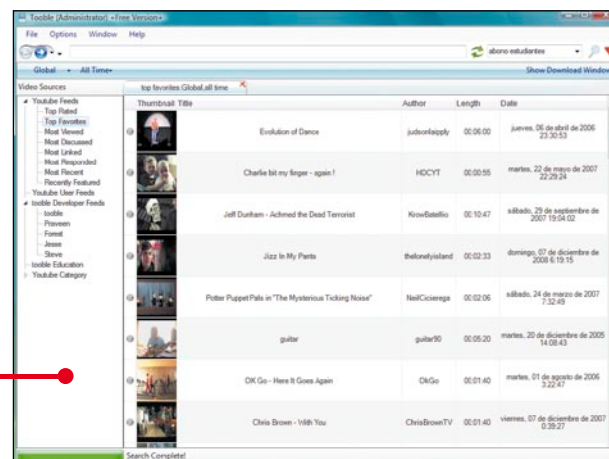 Tooble (Administrator) +Free Version+
File Options Window Help
abono estudiantes
Global All Time
Show Download Window
Video Sources
top favorites:Global,all time
Youtube Feeds
Top Rated
Top Favorites
Most Viewed
Most Discussed
Most Linked
Most Responded
Most Recent
Recently Featured
Youtube User Feeds
tooble Developer Feeds
tooble
Praveen
Forrest
Jesse
Steve
tooble Education
Youtube Category
Thumbnail Title Author Length Date
Evolution of Dance judsonlaipply 00:06:00 jueves, 06 de abril de 2006
23:30:53
Charlie bit my finger - again ! HDCYT 00:00:55 martes, 22 de mayo de 2007
22:29:24
Jeff Dunham - Achmed the Dead Terrorist KrowBatellio 00:10:47 sábado, 29 de septiembre de
2007 19:04:02
Jizz In My Pants thelonelyisland 00:02:33 domingo, 07 de diciembre de
2008 6:19:15
Potter Puppet Pals in "The Mysterious Ticking Noise" NeilCicierega 00:02:06 sábado, 24 de marzo de 2007
7:32:49
guitar guitar90 00:05:20 martes, 20 de diciembre de 2005
14:08:43
OK Go - Here It Goes Again OkGo 00:01:40 martes, 01 de agosto de 2006
3:22:47
Chris Brown - With You ChrisBrownTV 00:01:40 viernes, 07 de diciembre de 2007
0:39:27
Search Complete!